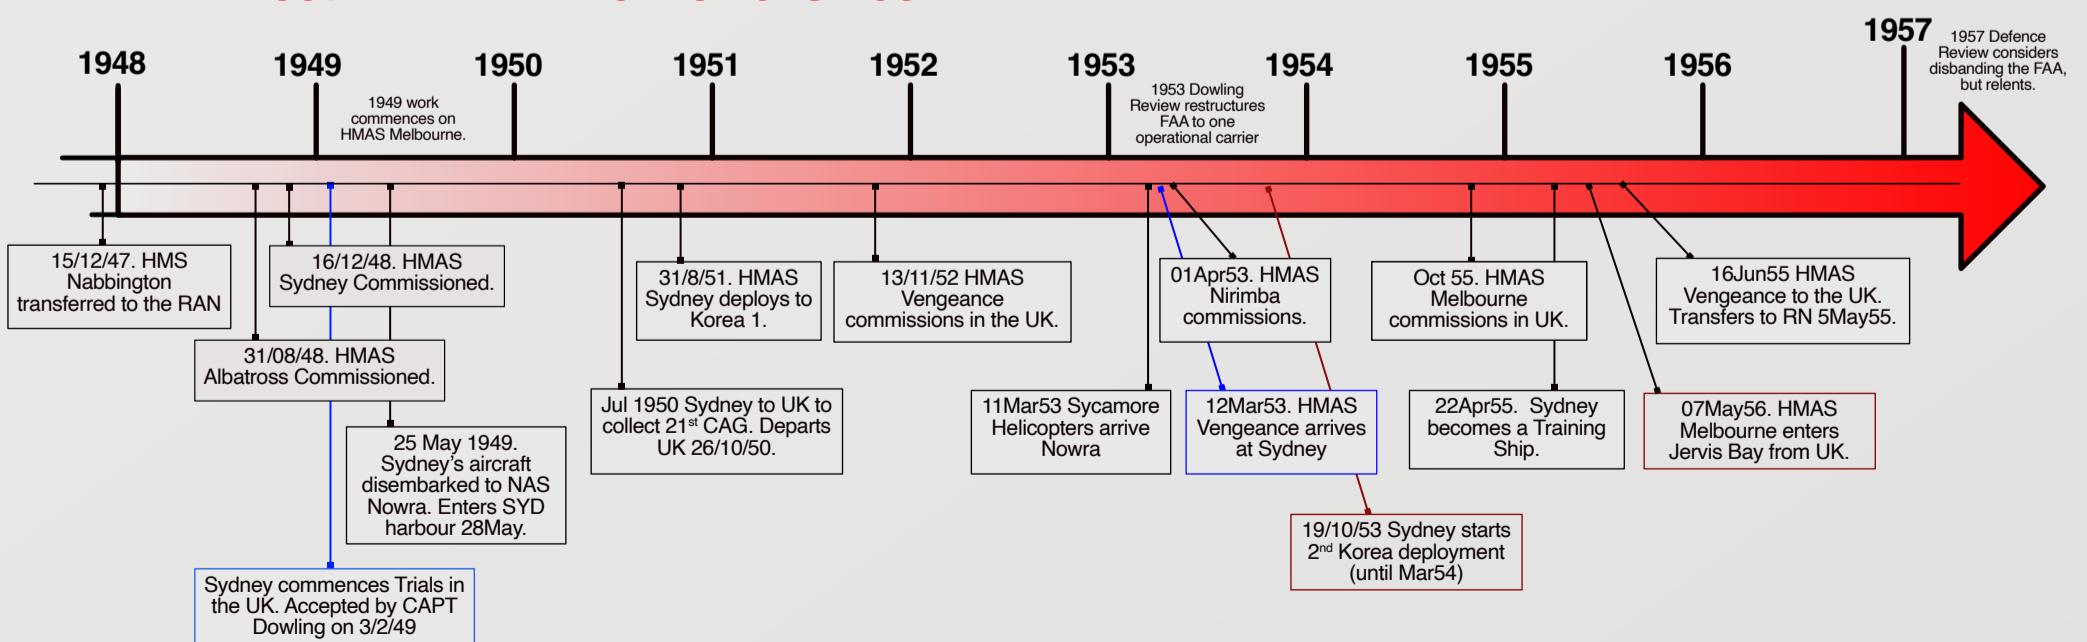 1948
1949
1950
1951
1952
1953
1954
1955
1956
1957
1957 Defence
Review considers
disbanding the FAA,
but relents.
1949 work
commences on
HMAS Melbourne.
1953 Dowling
Review restructures
FAA to one
operational carrier
15/12/47. HMS
Nabbington
transferred to the RAN
16/12/48. HMAS
Sydney Commissioned.
31/08/48. HMAS
Albatross Commissioned.
25 May 1949.
Sydney’s aircraft
disembarked to NAS
Nowra. Enters SYD
harbour 28May.
Sydney commences Trials in
the UK. Accepted by CAPT
Dowling on 3/2/49
31/8/51. HMAS
Sydney deploys to
Korea 1.
Jul 1950 Sydney to UK to
collect 21st CAG. Departs
UK 26/10/50.
13/11/52 HMAS
Vengeance
commissions in the UK.
11Mar53 Sycamore
Helicopters arrive
Nowra
01Apr53. HMAS
Nirimba
commissions.
12Mar53. HMAS
Vengeance arrives
at Sydney
19/10/53 Sydney starts
2nd Korea deployment
(until Mar54)
Oct 55. HMAS
Melbourne
commissions in UK.
22Apr55. Sydney
becomes a Training
Ship.
16Jun55 HMAS
Vengeance to the UK.
Transfers to RN 5May55.
07May56. HMAS
Melbourne enters
Jervis Bay from UK.